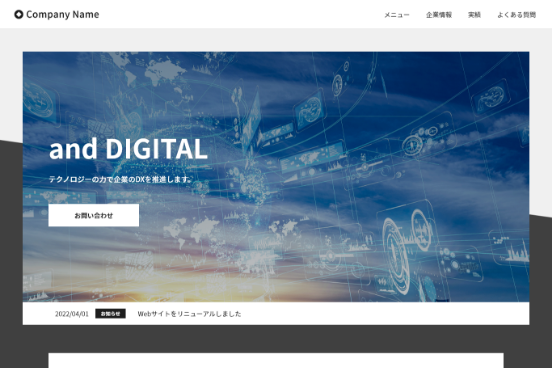 Company Name
メニュー 企業情報 実績 よくある質問
and DIGITAL
テクノロジーの力で企業のDXを推進します。
お問い合わせ
2022/04/01 お知らせ Webサイトをリニューアルしました